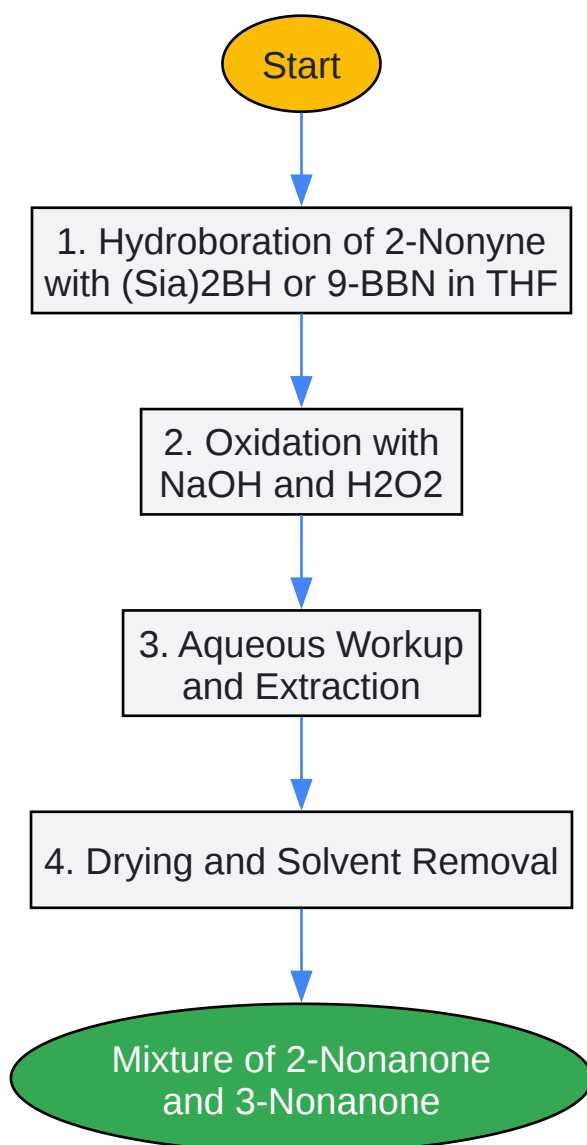 Start
1. Hydroboration of 2-Nonyne
with (Sia)2BH or 9-BBN in THF
2. Oxidation with
NaOH and H2O2
3. Aqueous Workup
and Extraction
4. Drying and Solvent Removal
Mixture of 2-Nonanone
and 3-Nonanone